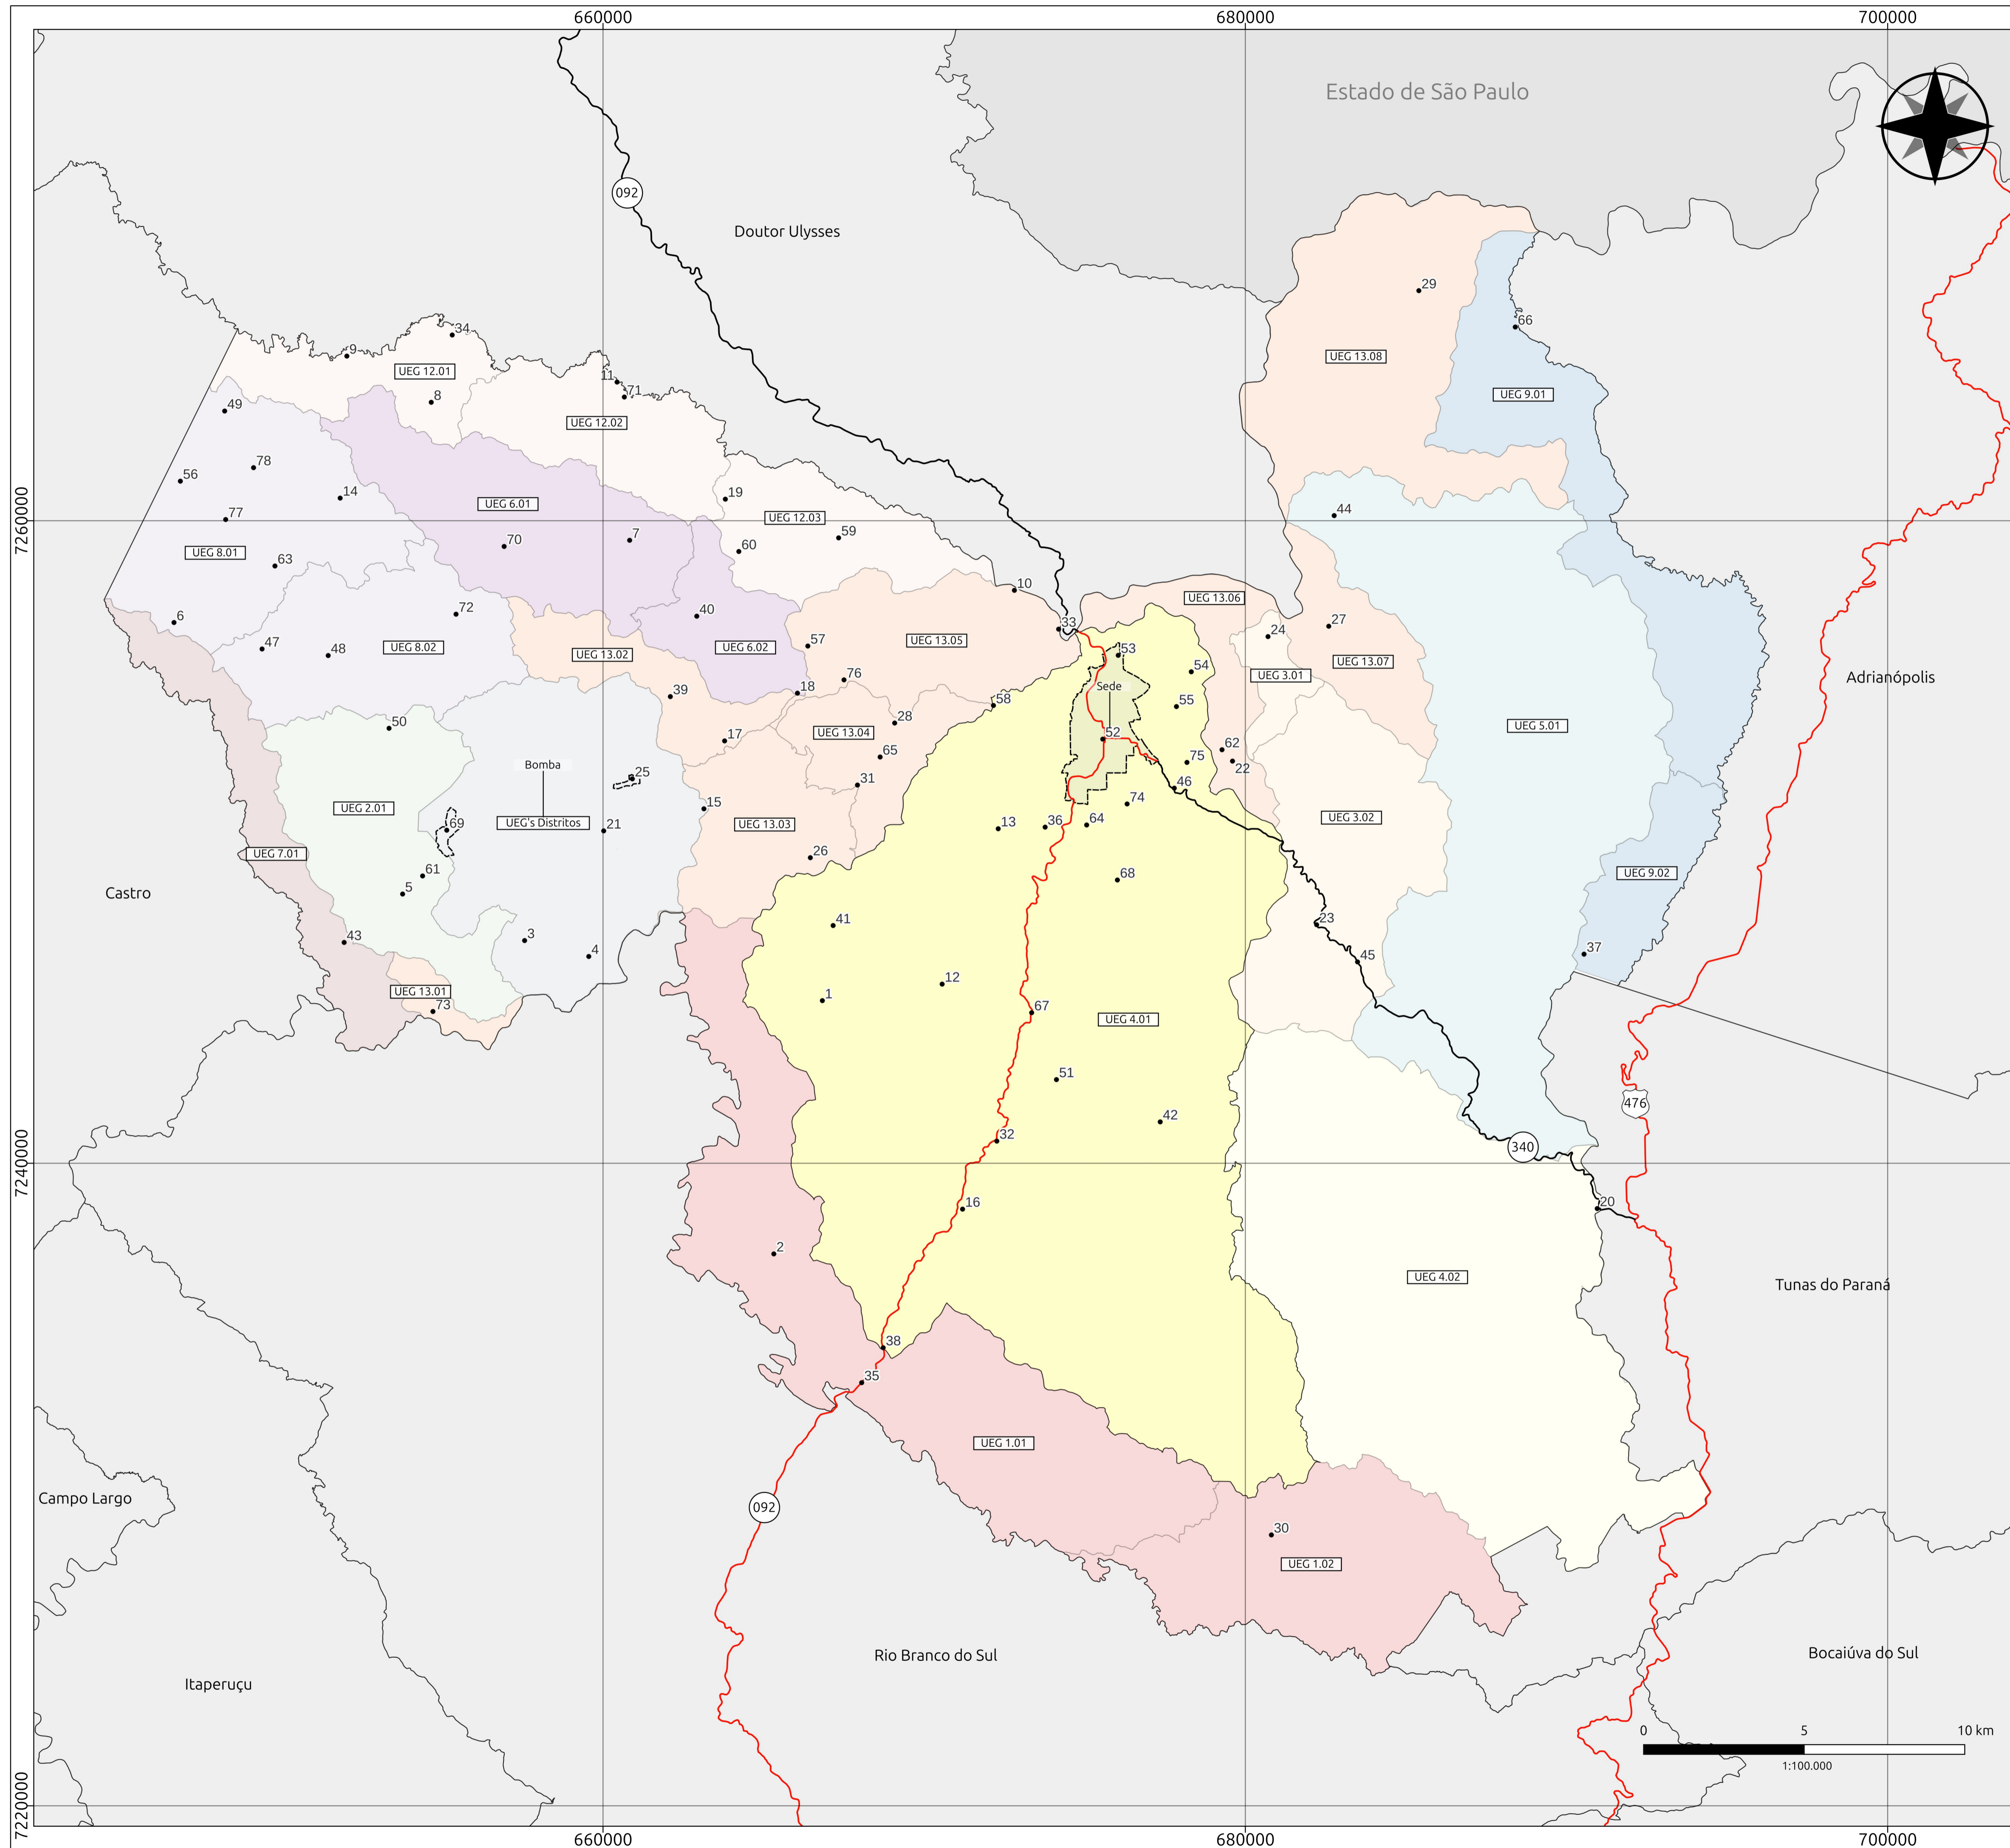 660000
680000
700000
Estado de São Paulo
092
Doutor Ulysses
29
66
34
9
UEG 13.08
UEG 12.01
11
71
8
UEG 9.01
49
UEG 12.02
78
56
14
19
UEG 6.01
44
77
UEG 12.03
7260000
7
59
70
60
UEG 8.01
63
10
UEG 13.06
72
40
6
33
27
24
57
UEG 13.05
47
48
UEG 8.02
UEG 13.02
UEG 6.02
53
UEG 13.07
54
UEG 3.01
76
Adrianópolis
18
39
Sede
58
55
50
28
UEG 5.01
17
UEG 13.04
52
62
65
75
22
Bomba
25
31
46
15
74
UEG 2.01
UEG 3.02
69
UEG's Distritos
21
UEG 13.03
13
36
64
UEG 7.01
26
61
68
UEG 9.02
5
Castro
41
23
43
3
4
45
37
12
UEG 13.01
1
73
67
UEG 4.01
51
476
42
32
7240000
340
16
20
2
UEG 4.02
Tunas do Paraná
38
35
UEG 1.01
Campo Largo
092
30
UEG 1.02
Rio Branco do Sul
Bocaiúva do Sul
Itaperuçu
0
5
10 km
1:100.000
7220000
660000
680000
700000